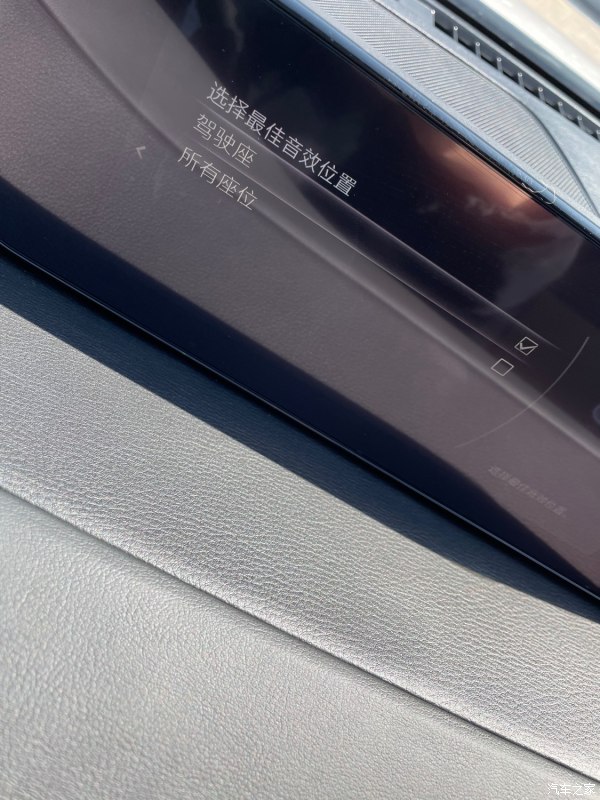 选择最佳音效位置
驾驶座
所有座位
汽车之家